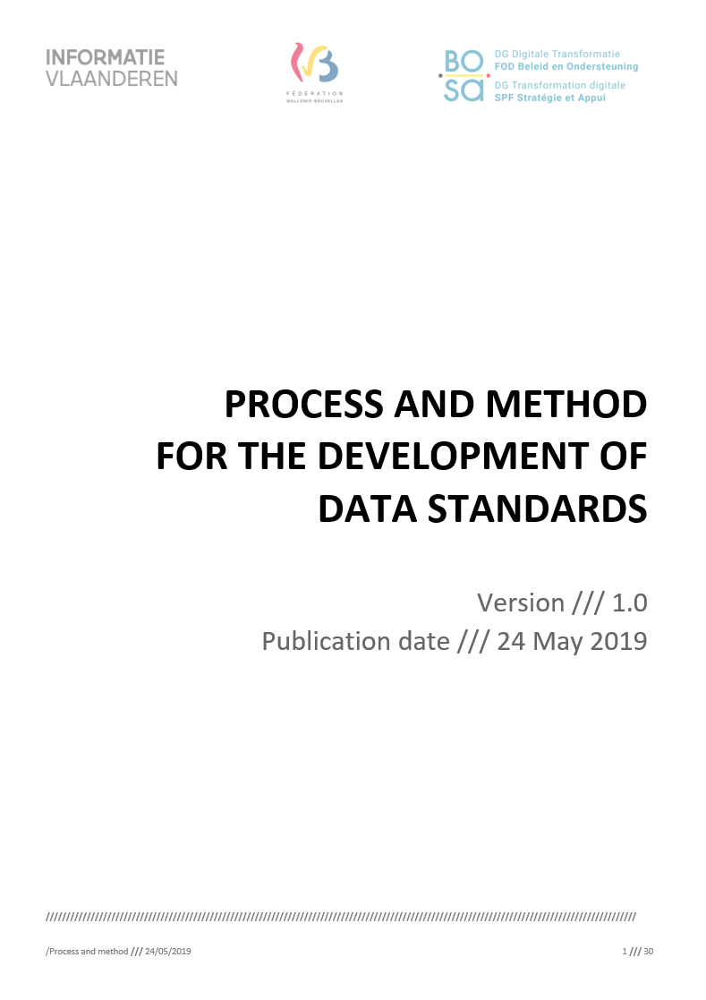 INFORMATIE
VLAANDEREN
FÉDÉRATION
WALLONIE-BRUXELLES
BOSa
DG Digitale Transformatie
FOD Beleid en Ondersteuning
DG Transformation digitale
SPF Stratégie et Appui
PROCESS AND METHOD
FOR THE DEVELOPMENT OF
DATA STANDARDS
Version /// 1.0
Publication date /// 24 May 2019
////////////////////////////////////////////////////////////////////////////////////////////////////////////////////////////////////////////////
/Process and method /// 24/05/2019
1 /// 30